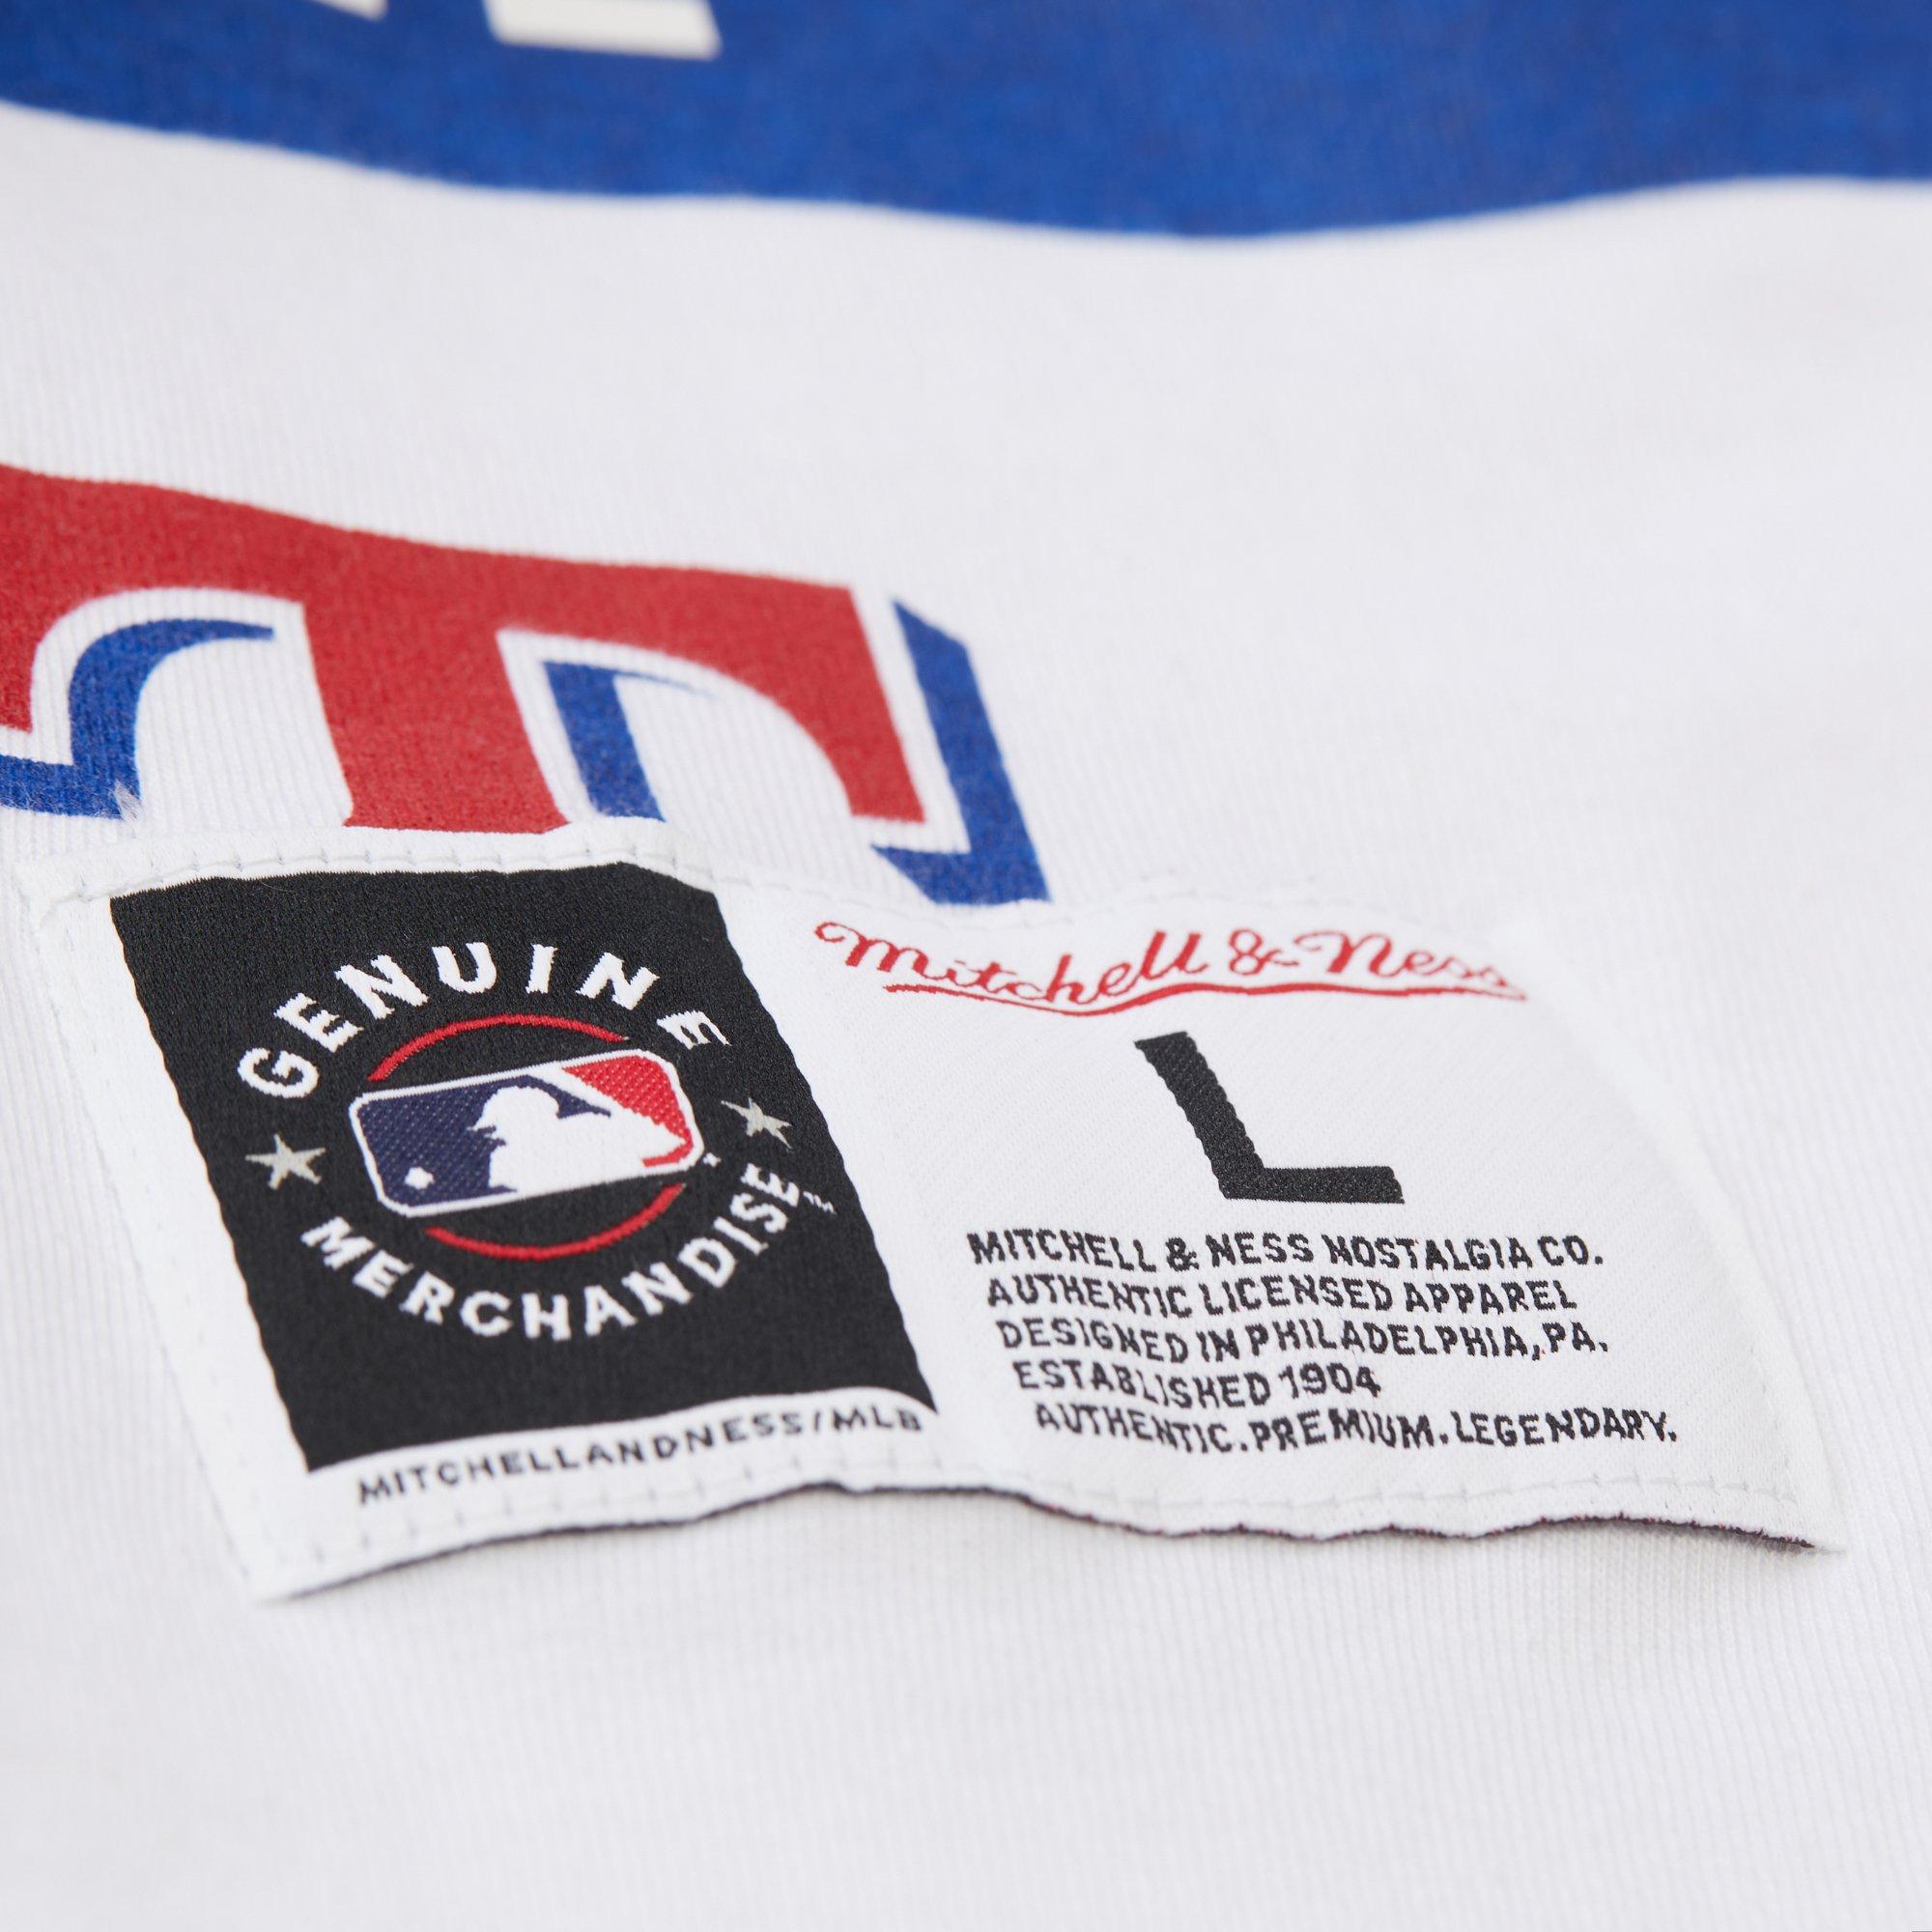 GENUINE
MERCHANDISE™
MITCHELLANDNESS/MLB
Mitchell & Ness
L
MITCHELL & NESS NOSTALGIA CO.
AUTHENTIC LICENSED APPAREL
DESIGNED IN PHILADELPHIA, PA.
ESTABLISHED 1904
AUTHENTIC.PREMIUM.LEGENDARY.